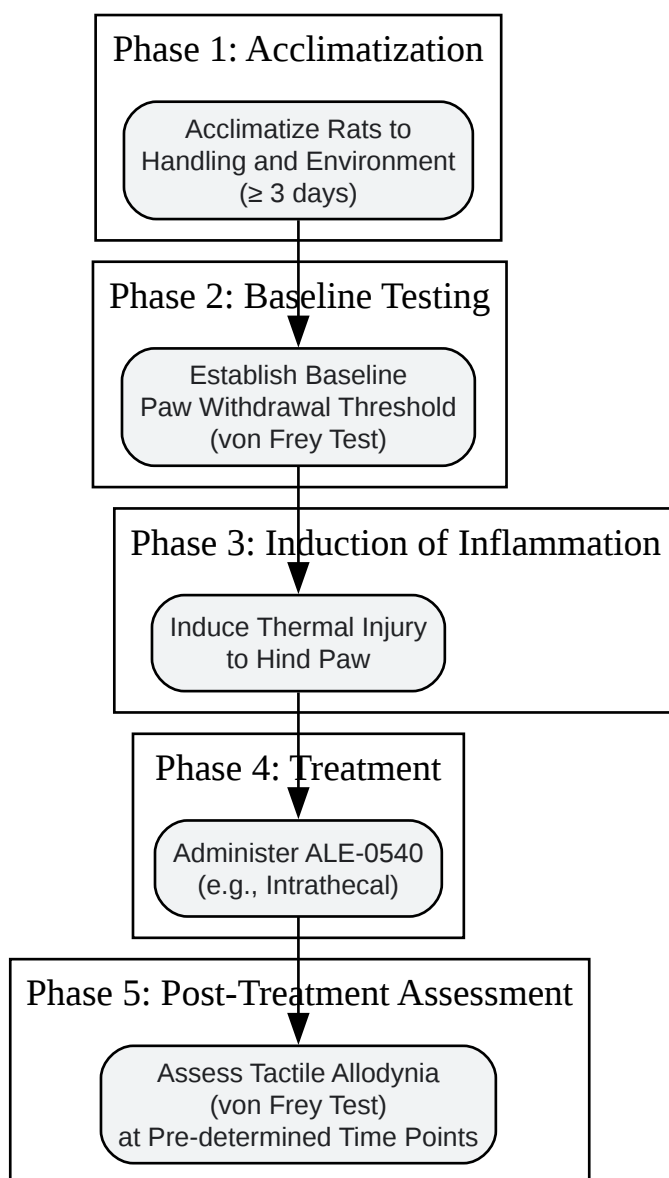 Phase 1: Acclimatization
Acclimatize Rats to
Handling and Environment
(≥ 3 days)
Phase 2: Baseline Testing
Establish Baseline
Paw Withdrawal Threshold
(von Frey Test)
Phase 3: Induction of Inflammation
Induce Thermal Injury
to Hind Paw
Phase 4: Treatment
Administer ALE-0540
(e.g., Intrathecal)
Phase 5: Post-Treatment Assessment
Assess Tactile Allodynia
(von Frey Test)
at Pre-determined Time Points